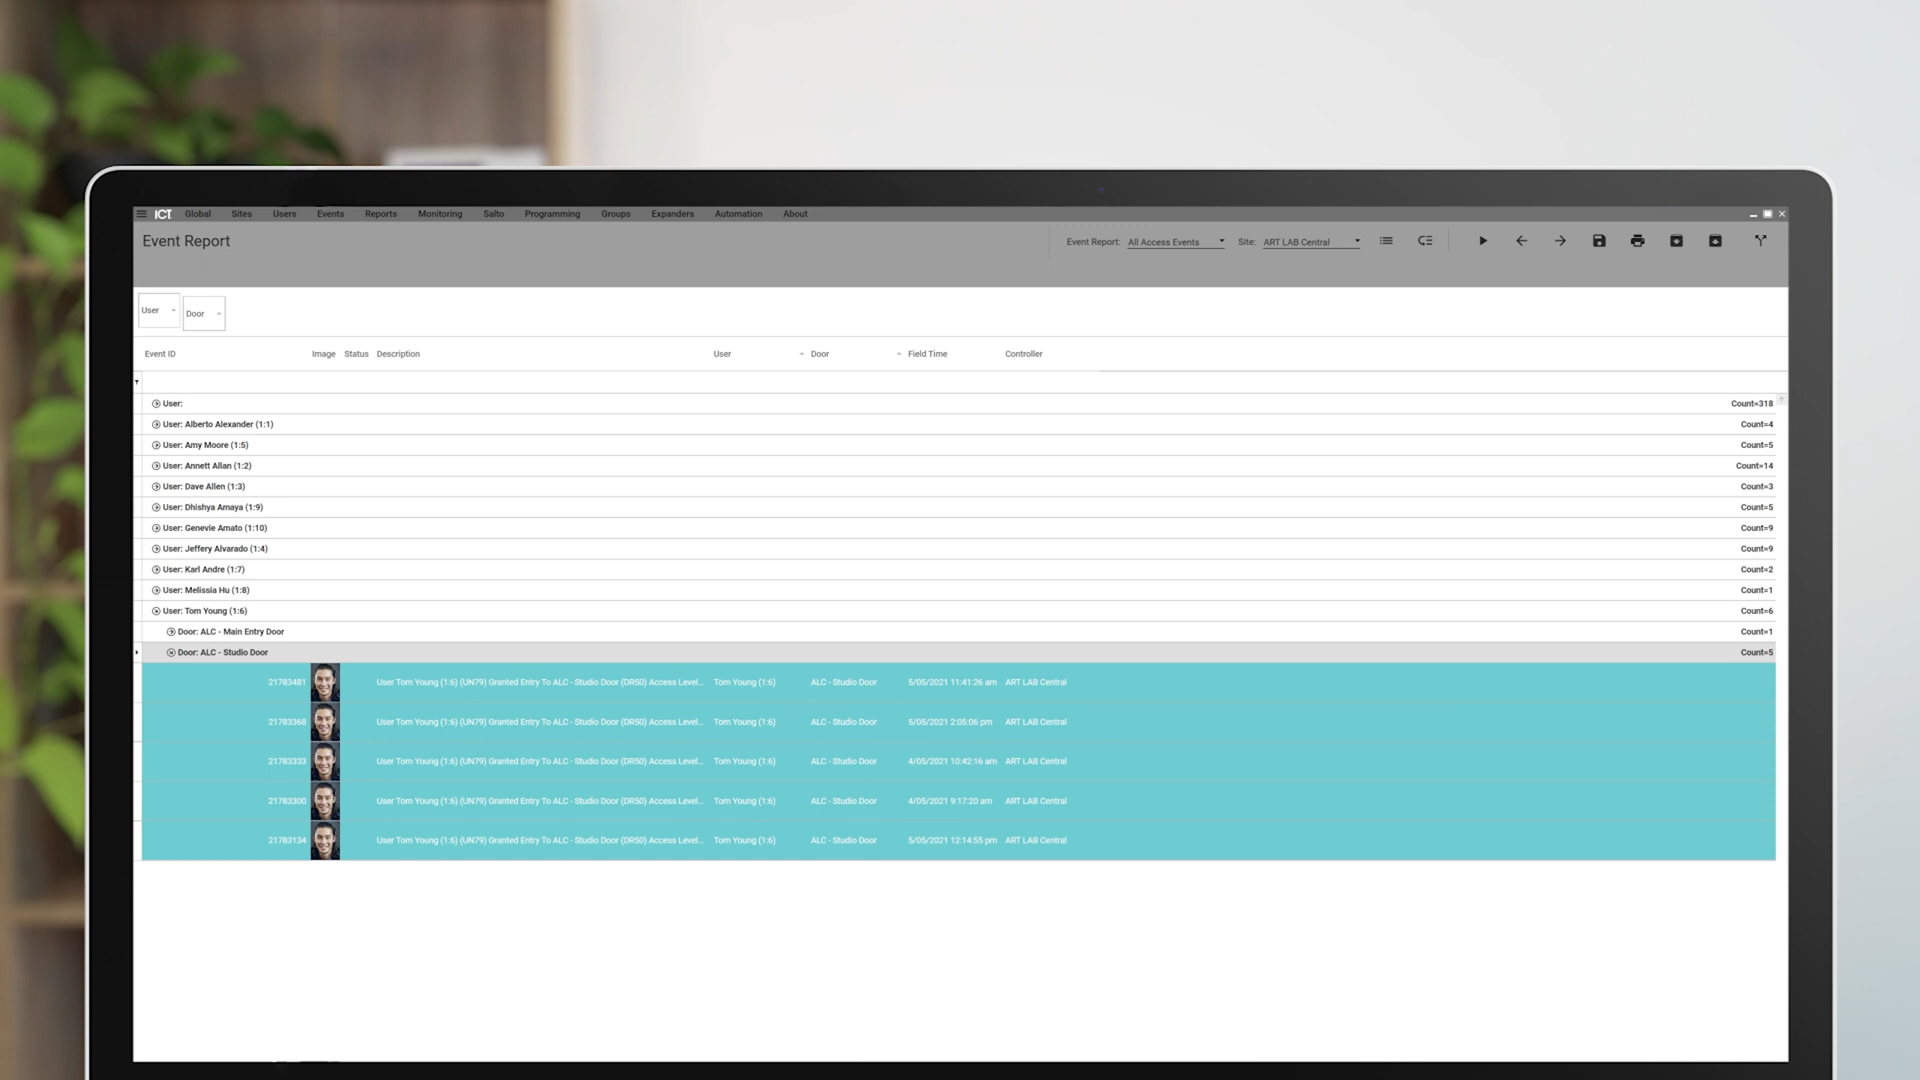 ICT Global Sites Users Events Reports Monitoring Salto Programming Groups Expanders Automation About
Event Report
Event Report: All Access Events Site: ART LAB Central
User Door
Event ID Image Status Description User Door Field Time Controller
User: Count=318
User: Alberto Alexander (1:1) Count=4
User: Amy Moore (1:5) Count=5
User: Annett Allan (1:2) Count=14
User: Dave Allen (1:3) Count=3
User: Dhishya Amaya (1:9) Count=5
User: Genevie Amato (1:10) Count=9
User: Jeffery Alvarado (1:4) Count=9
User: Karl Andre (1:7) Count=2
User: Melissia Hu (1:8) Count=1
User: Tom Young (1:6) Count=6
Door: ALC - Main Entry Door Count=1
Door: ALC - Studio Door Count=5
21783481 User Tom Young (1:6) (UN79) Granted Entry To ALC - Studio Door (DR50) Access Level... Tom Young (1:6) ALC - Studio Door 5/05/2021 11:41:26 am ART LAB Central
21783368 User Tom Young (1:6) (UN79) Granted Entry To ALC - Studio Door (DR50) Access Level... Tom Young (1:6) ALC - Studio Door 5/05/2021 2:05:06 pm ART LAB Central
21783333 User Tom Young (1:6) (UN79) Granted Entry To ALC - Studio Door (DR50) Access Level... Tom Young (1:6) ALC - Studio Door 4/05/2021 10:42:16 am ART LAB Central
21783300 User Tom Young (1:6) (UN79) Granted Entry To ALC - Studio Door (DR50) Access Level... Tom Young (1:6) ALC - Studio Door 4/05/2021 9:17:20 am ART LAB Central
21783134 User Tom Young (1:6) (UN79) Granted Entry To ALC - Studio Door (DR50) Access Level... Tom Young (1:6) ALC - Studio Door 5/05/2021 12:14:55 pm ART LAB Central